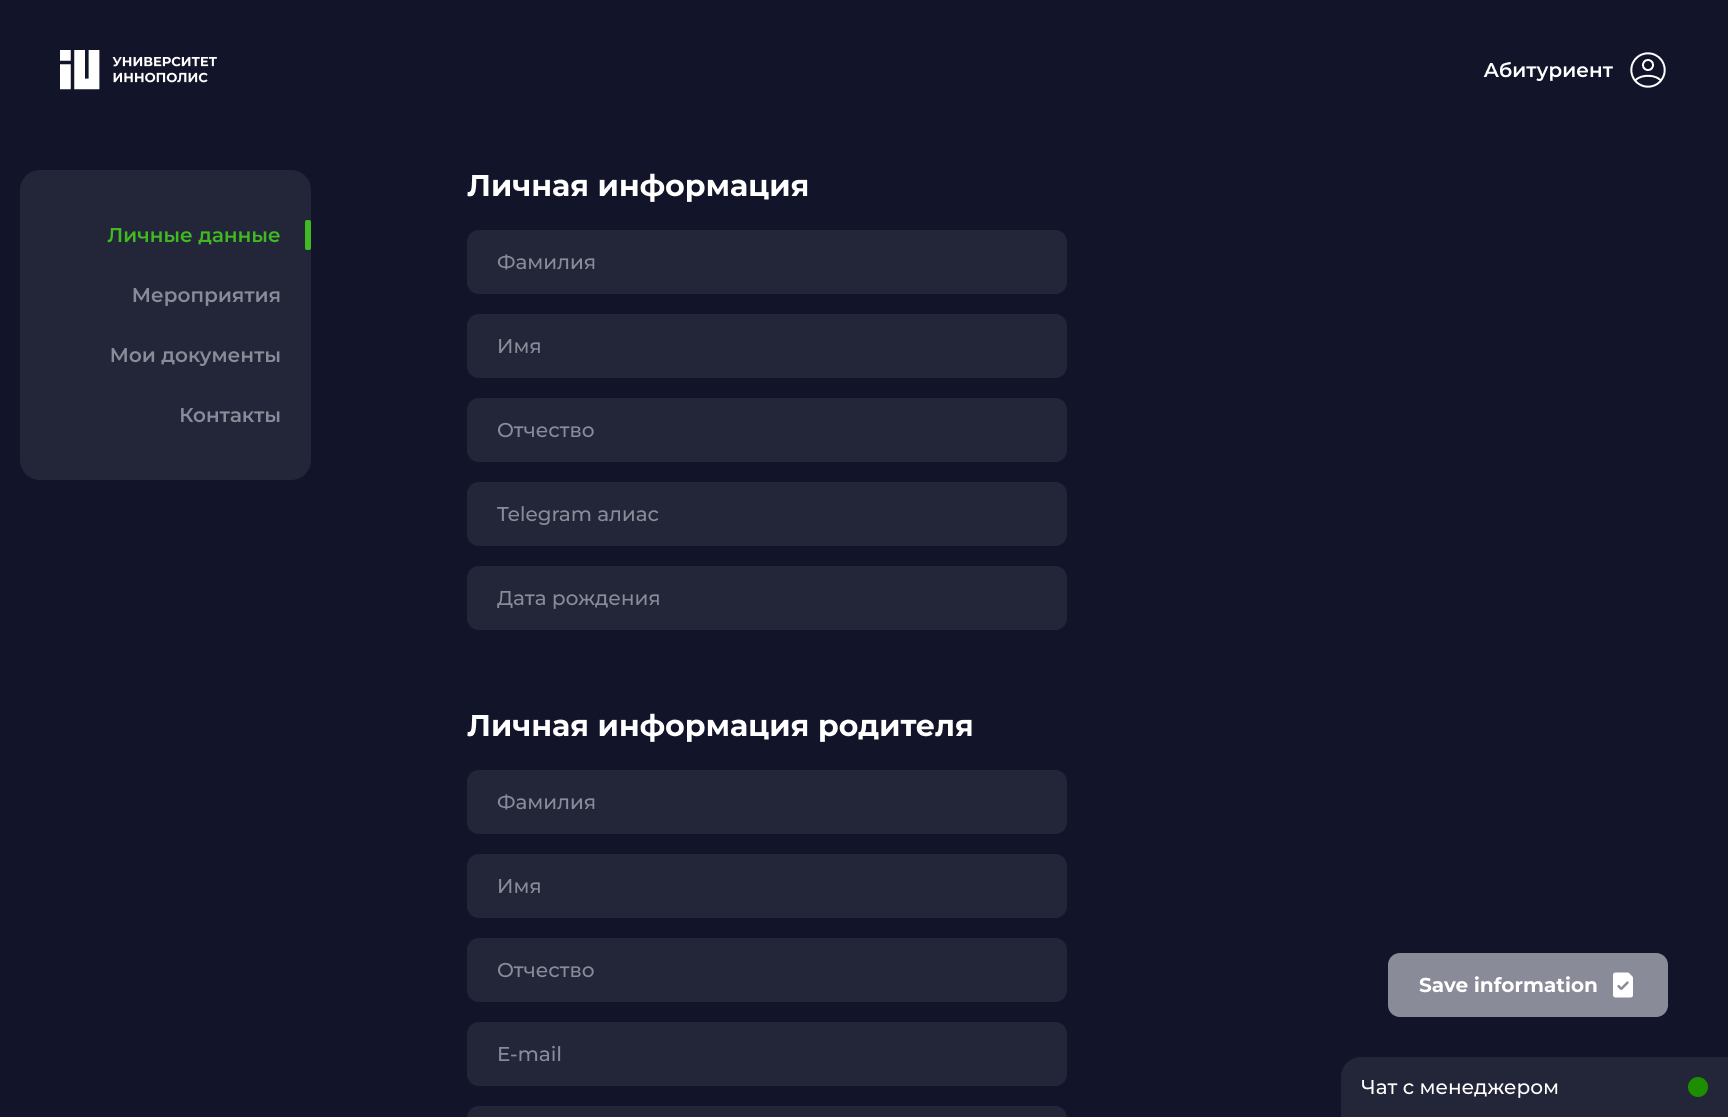 УНИВЕРСИТЕТ
ИННОПОЛИС
Абитуриент
Личные данные
Мероприятия
Мои документы
Контакты
Личная информация
Фамилия
Имя
Отчество
Telegram алиас
Дата рождения
Личная информация родителя
Фамилия
Имя
Отчество
E-mail
Save information
Чат с менеджером